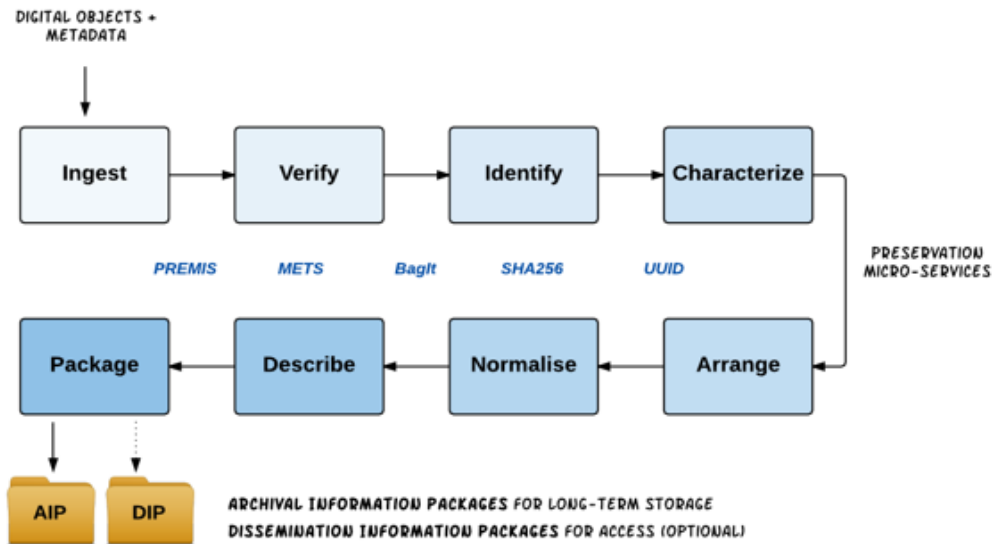 DIGITAL OBJECTS +
METADATA
Ingest
Verify
Identify
Characterize
PREMIS
METS
BagIt
SHA256
UUID
PRESERVATION
MICRO-SERVICES
Package
Describe
Normalise
Arrange
AIP
DIP
ARCHIVAL INFORMATION PACKAGES FOR LONG-TERM STORAGE
DISSEMINATION INFORMATION PACKAGES FOR ACCESS (OPTIONAL)